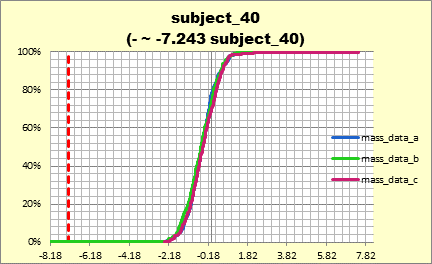 subject_40
(- ~ -7.243 subject_40)
100%
80%
60%
40%
20%
0%
mass_data_a
mass_data_b
mass_data_c
-8.18 -6.18 -4.18 -2.18 -0.18 1.82 3.82 5.82 7.82